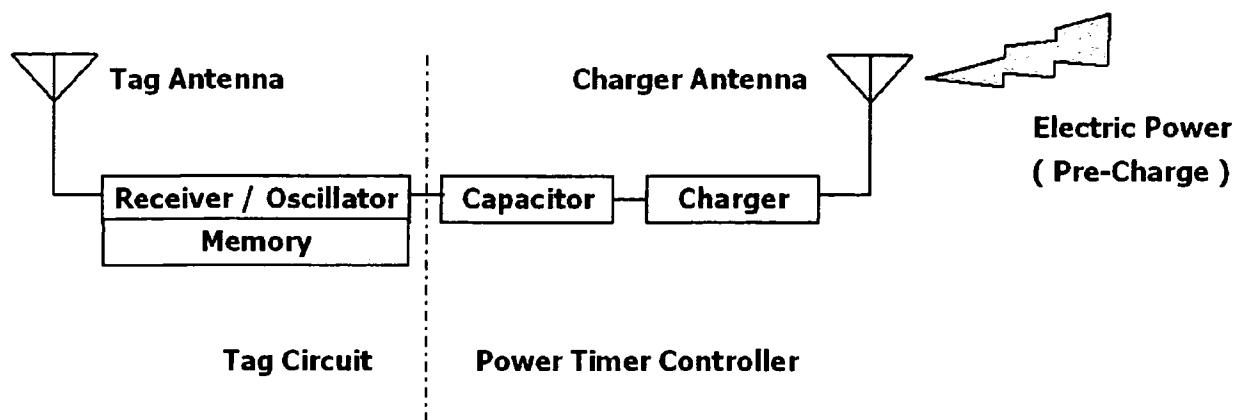 Tag Antenna
Charger Antenna
Electric Power
( Pre-Charge )
Receiver / Oscillator
Capacitor
Charger
Memory
Tag Circuit
Power Timer Controller